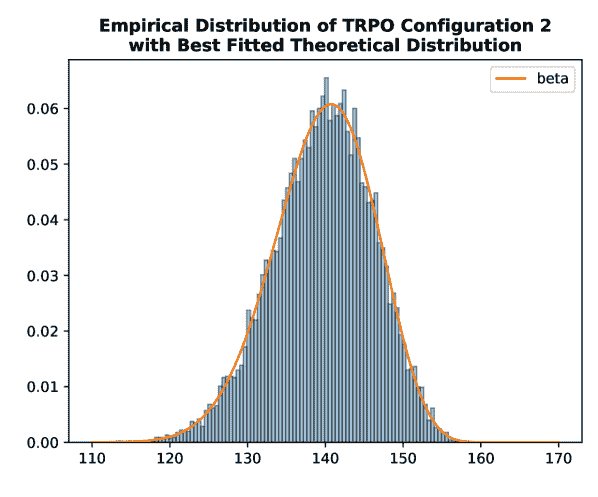 Empirical Distribution of TRPO Configuration 2
with Best Fitted Theoretical Distribution
beta
0.06
0.05
0.04
0.03
0.02
0.01
0.00
110 120 130 140 150 160 170